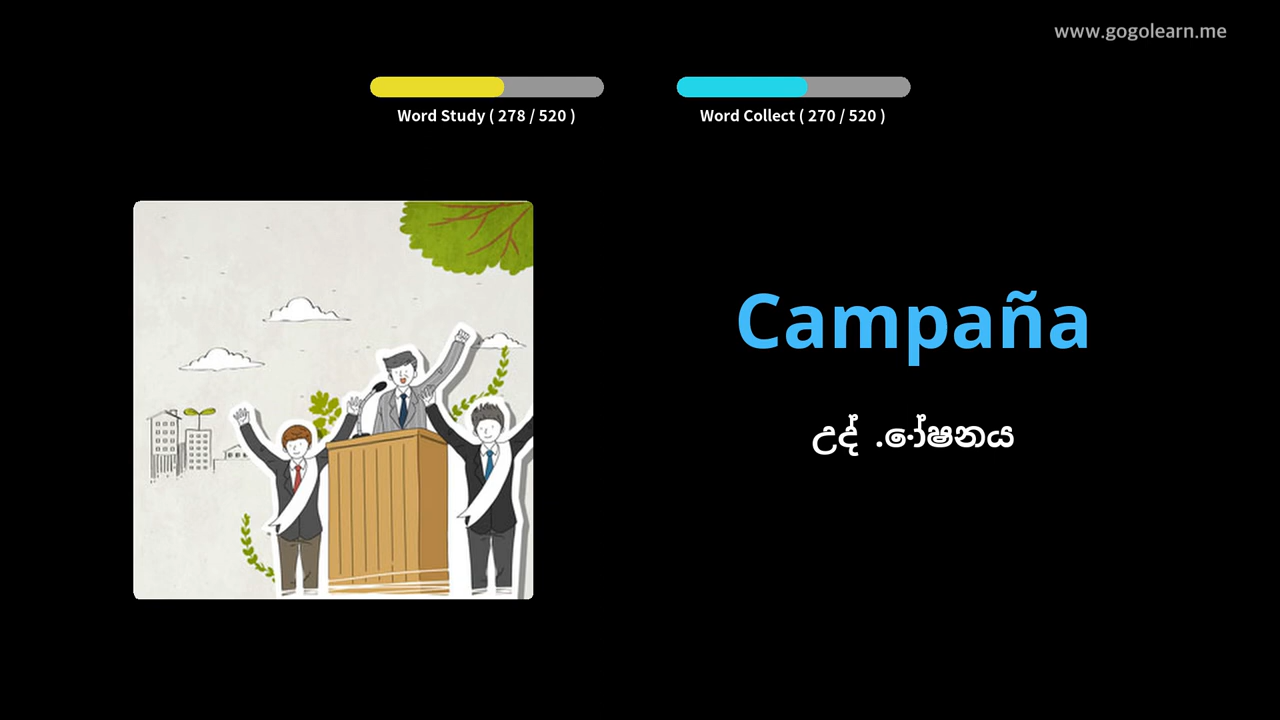 www.gogolearn.me
Word Study ( 278 / 520 )
Word Collect ( 270 / 520 )
Campaña
උද් .ෝෂනය